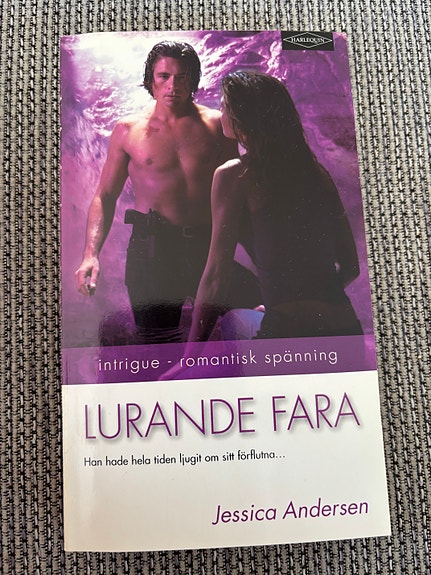 HARLEQUIN
intrigue - romantisk spänning
LURANDE FARA
Han hade hela tiden ljugit om sitt förflutna...
Jessica Andersen